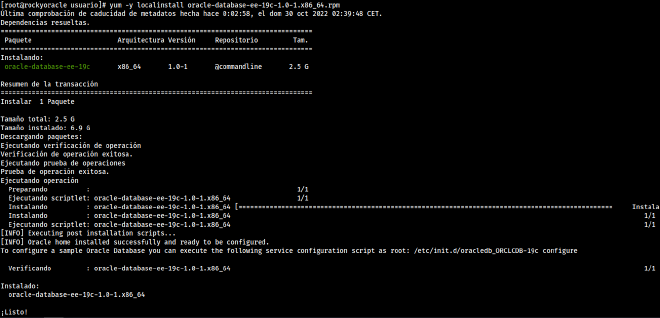 [root@rockyoracle usuario]# yum -y localinstall oracle-database-ee-19c-1.0-1.x86_64.rpm
Última comprobación de caducidad de metadatos hecha hace 0:02:58, el dom 30 oct 2022 02:39:48 CET.
Dependencias resueltas.
================================================================================
Paquete Arquitectura Versión Repositorio Tam.
================================================================================
Instalando:
oracle-database-ee-19c x86_64 1.0-1 @commandline 2.5 G

Resumen de la transacción
================================================================================
Instalar 1 Paquete

Tamaño total: 2.5 G
Tamaño instalado: 6.9 G
Descargando paquetes:
Ejecutando verificación de operación
Verificación de operación exitosa.
Ejecutando prueba de operaciones
Prueba de operación exitosa.
Ejecutando operación
Preparando : 1/1
Ejecutando scriptlet: oracle-database-ee-19c-1.0-1.x86_64 1/1
Instalando : oracle-database-ee-19c-1.0-1.x86_64 [================================================================================ Instala
Instalando : oracle-database-ee-19c-1.0-1.x86_64 1/1
Ejecutando scriptlet: oracle-database-ee-19c-1.0-1.x86_64 1/1
[INFO] Executing post installation scripts...
[INFO] Oracle home installed successfully and ready to be configured.
To configure a sample Oracle Database you can execute the following service configuration script as root: /etc/init.d/oracledb_ORCLCDB-19c configure

Verificando : oracle-database-ee-19c-1.0-1.x86_64 1/1

Instalado:
oracle-database-ee-19c-1.0-1.x86_64

¡Listo!